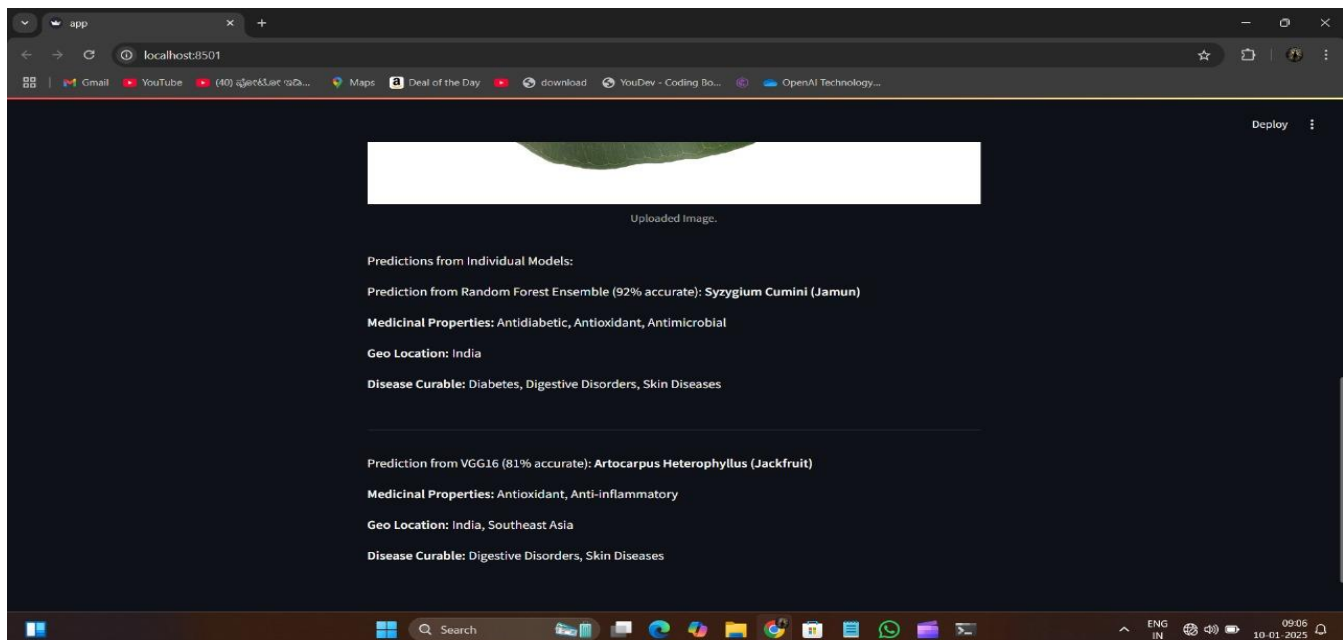 app
localhost:8501
Gmail YouTube Maps Deal of the Day download YouDev - Coding Bo... OpenAI Technology...
Deploy
Uploaded Image.
Predictions from Individual Models:
Prediction from Random Forest Ensemble (92% accurate): Syzygium Cumini (Jamun)
Medicinal Properties: Antidiabetic, Antioxidant, Antimicrobial
Geo Location: India
Disease Curable: Diabetes, Digestive Disorders, Skin Diseases
Prediction from VGG16 (81% accurate): Artocarpus Heterophyllus (Jackfruit)
Medicinal Properties: Antioxidant, Anti-inflammatory
Geo Location: India, Southeast Asia
Disease Curable: Digestive Disorders, Skin Diseases
Search
ENG
IN
09:06
10-01-2025